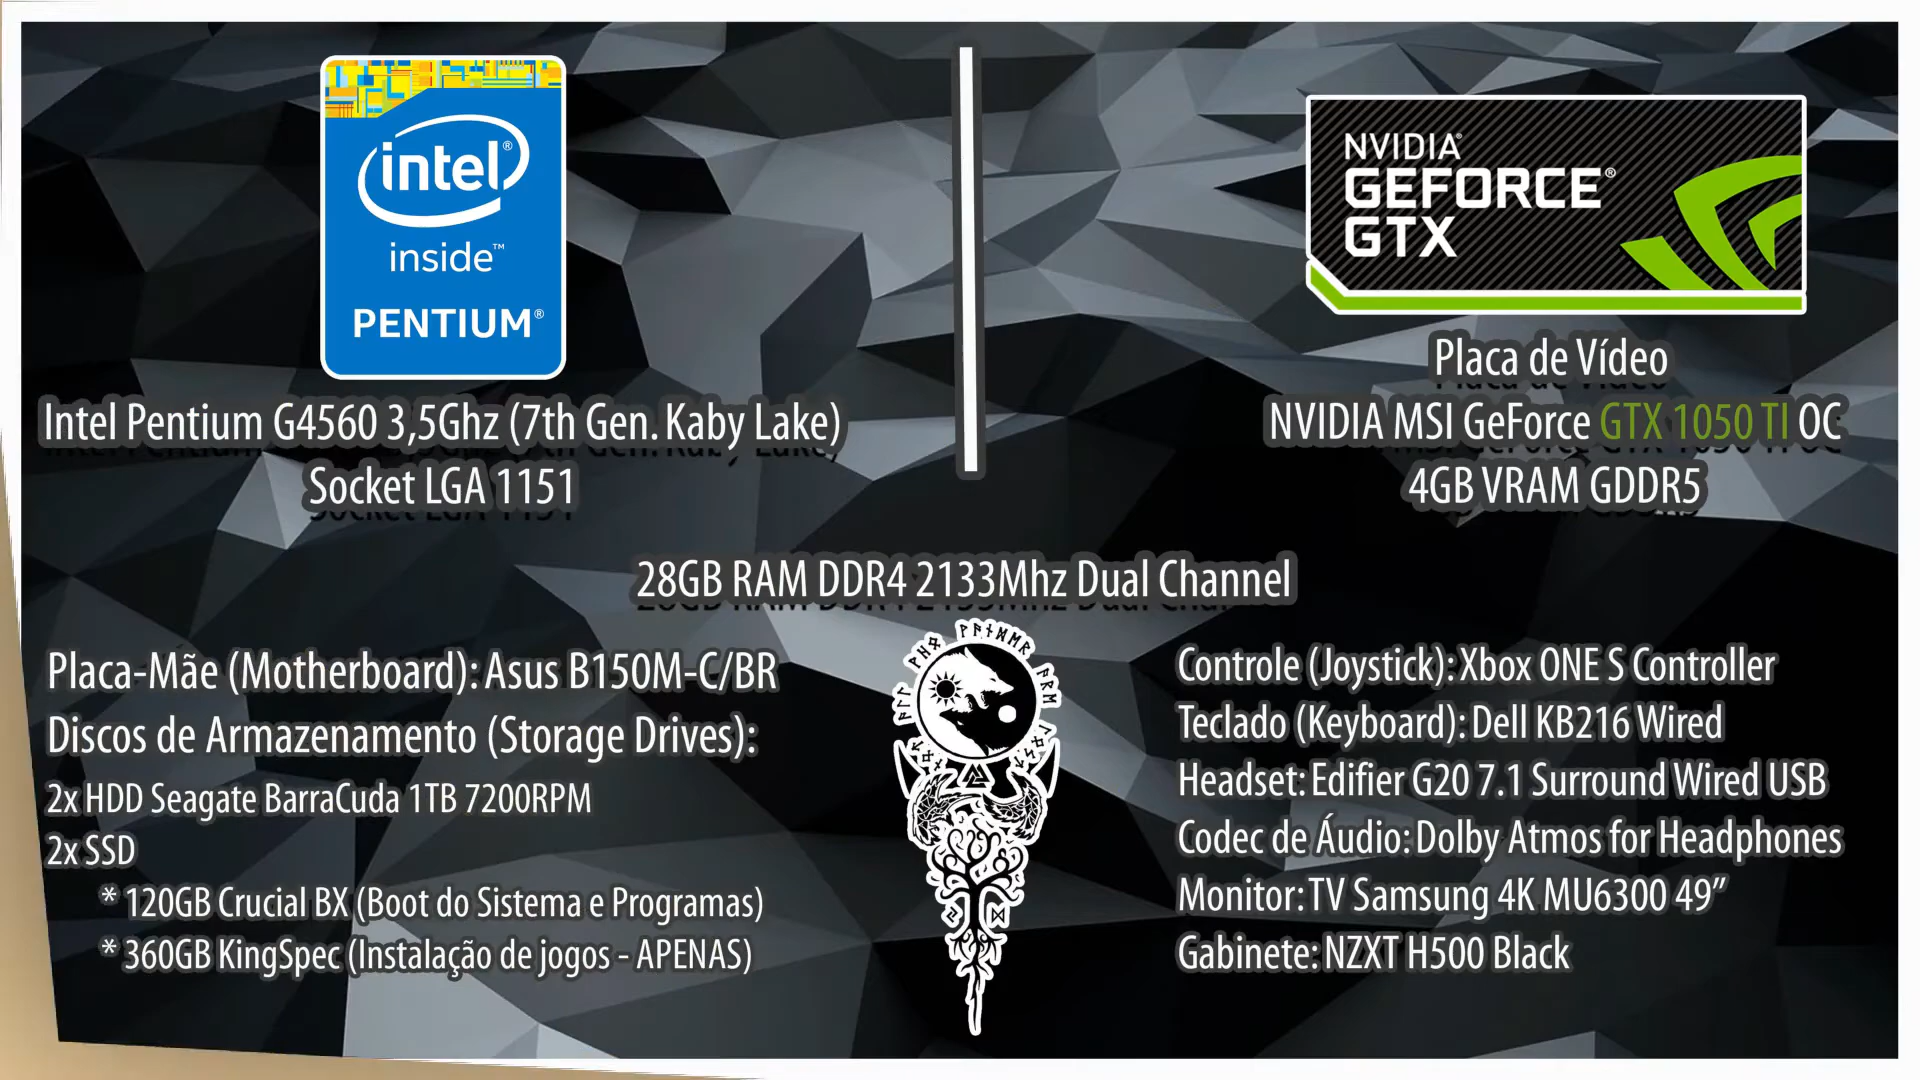 intel®
inside™
PENTIUM®
Intel Pentium G4560 3,5Ghz (7th Gen. Kaby Lake)
Socket LGA 1151
NVIDIA®
GEFORCE®
GTX
Placa de Vídeo
NVIDIA MSI GeForce GTX 1050 TI OC
4GB VRAM GDDR5
28GB RAM DDR4 2133Mhz Dual Channel
Placa-Mãe (Motherboard): Asus B150M-C/BR
Discos de Armazenamento (Storage Drives):
2x HDD Seagate BarraCuda 1TB 7200RPM
2x SSD
* 120GB Crucial BX (Boot do Sistema e Programas)
* 360GB KingSpec (Instalação de jogos - APENAS)
Controle (Joystick): Xbox ONE S Controller
Teclado (Keyboard): Dell KB216 Wired
Headset: Edifier G20 7.1 Surround Wired USB
Codec de Áudio: Dolby Atmos for Headphones
Monitor: TV Samsung 4K MU6300 49”
Gabinete: NZXT H500 Black